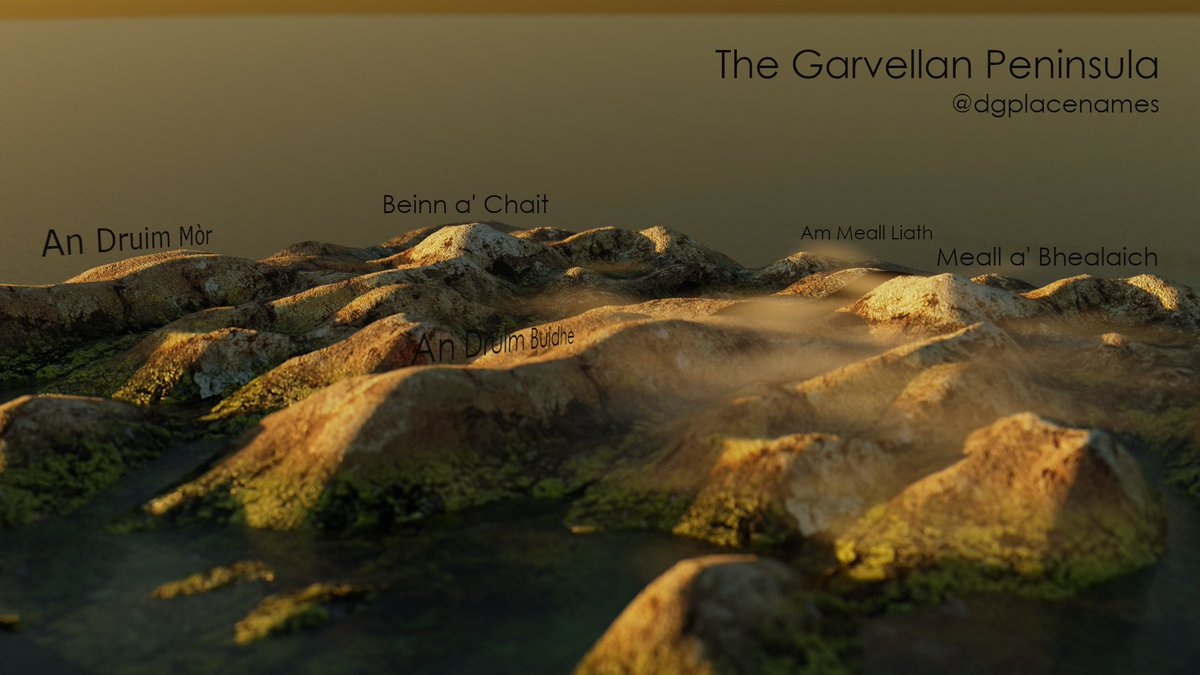 The Garvellan Peninsula
@dgplacenames
Beinn a' Chait
An Druim Mòr
Am Meall Liath
Meall a' Bhealaich
An Druim Buidhe